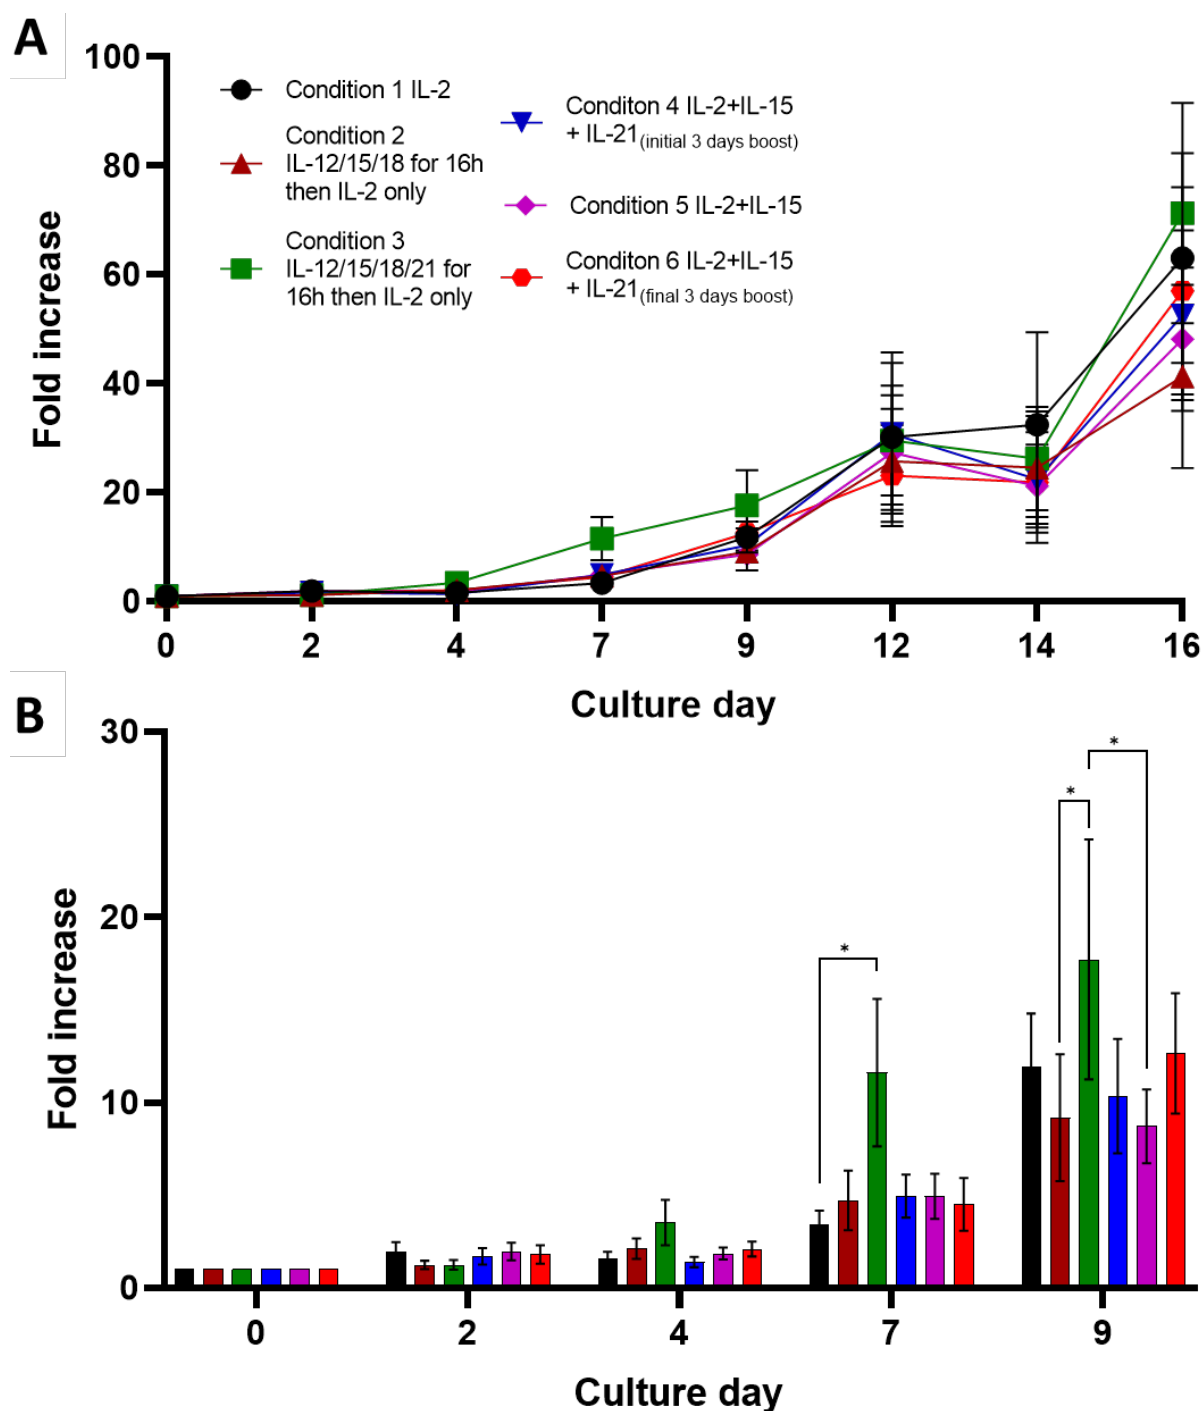 A
100
80
60
40
20
0
Fold increase
Condition 1 IL-2
Condition 2
IL-12/15/18 for 16h
then IL-2 only
Condition 3
IL-12/15/18/21 for
16h then IL-2 only
Conditon 4 IL-2+IL-15
+ IL-21(initial 3 days boost)
Condition 5 IL-2+IL-15
Conditon 6 IL-2+IL-15
+ IL-21(final 3 days boost)
0 2 4 7 9 12 14 16
Culture day
B
30
20
10
0
Fold increase
*
*
*
0 2 4 7 9
Culture day